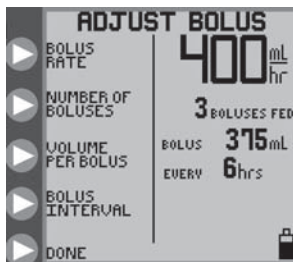 ADJUST BOLUS
BOLUS
RATE
400 mL
hr
NUMBER OF
BOLUSES
3 BOLUSES FED
VOLUME
PER BOLUS
BOLUS 375mL
EVERY 6hrs
BOLUS
INTERVAL
DONE